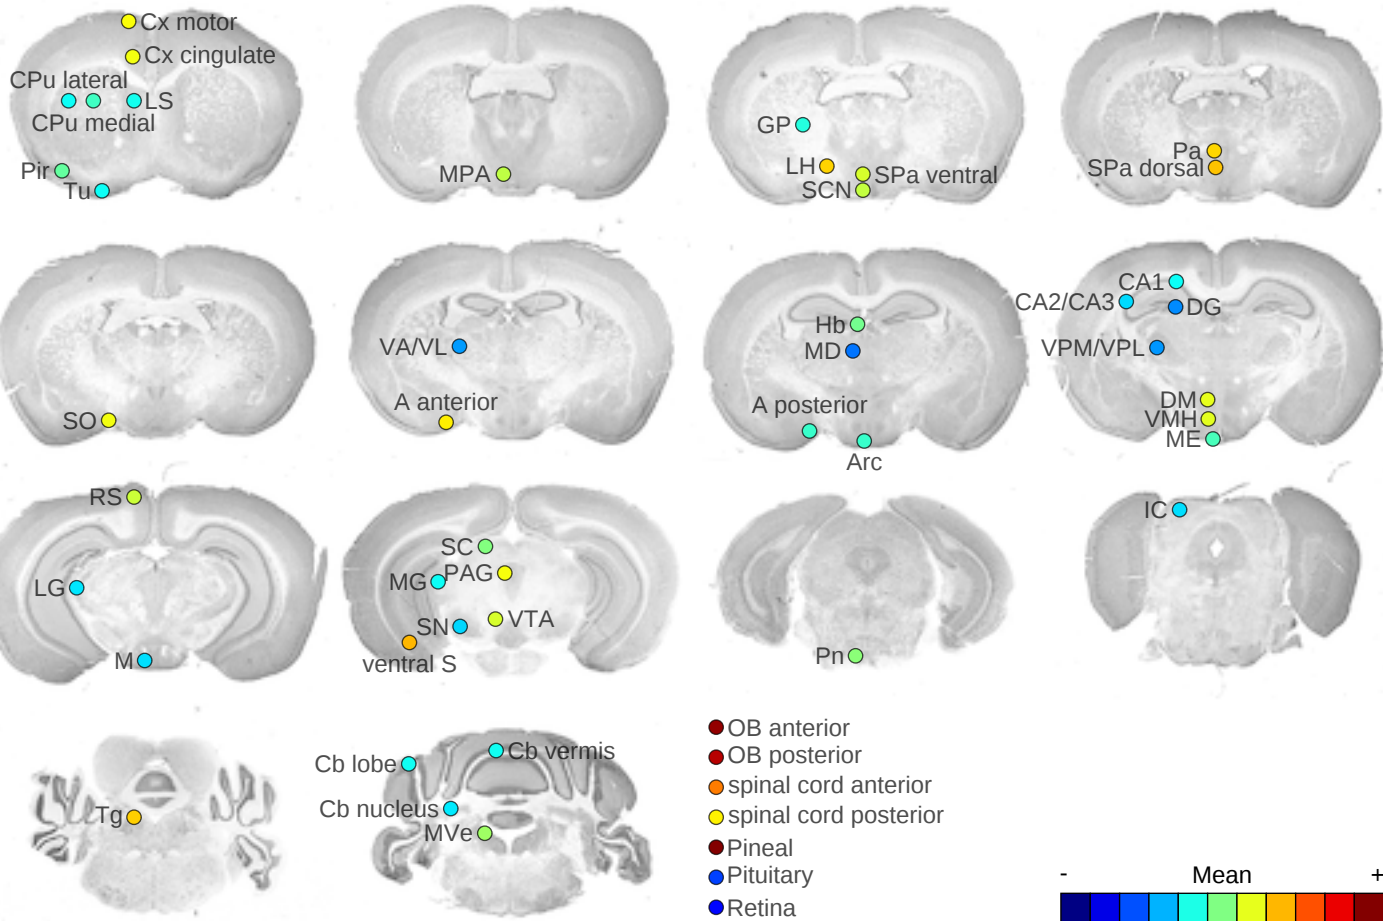 Cx motor
Cx cingulate
CPu lateral
LS
CPu medial
Pir
Tu
MPA
GP
LH
SPa ventral
SCN
Pa
SPa dorsal
SO
VA/VL
A anterior
Hb
MD
A posterior
Arc
CA1
CA2/CA3
DG
VPM/VPL
DM
VMH
ME
RS
LG
M
SC
MG
PAG
SN
VTA
ventral S
Pn
IC
Tg
Cb lobe
Cb vermis
Cb nucleus
MVe
OB anterior
OB posterior
spinal cord anterior
spinal cord posterior
Pineal
Pituitary
Retina
- Mean +